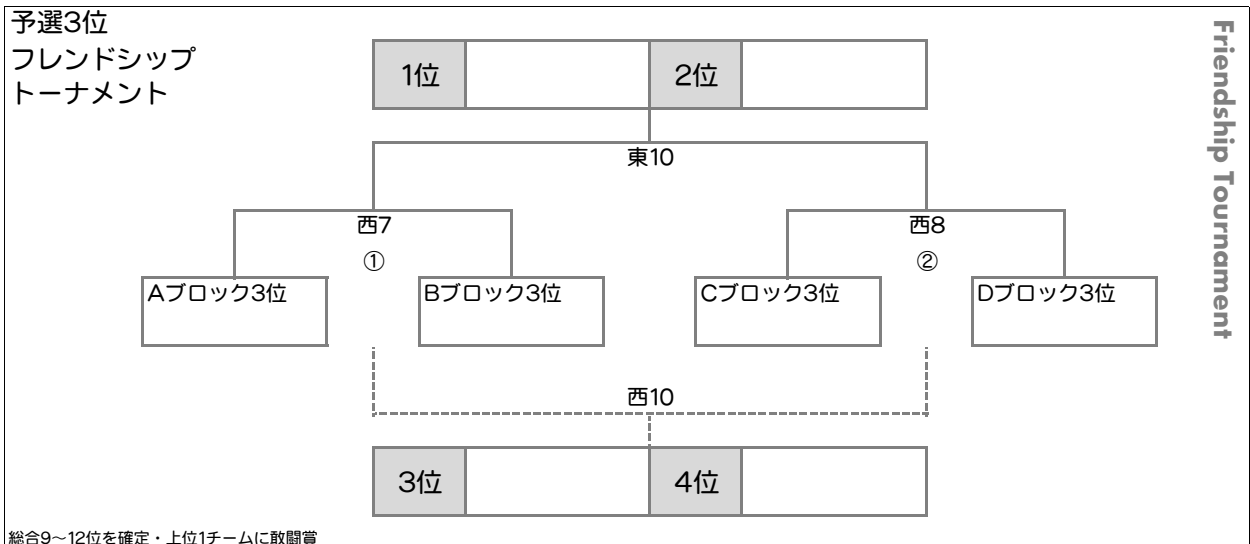 予選3位
フレンドシップ
トーナメント
1位
2位
東10
西7
西8
①
②
Aブロック3位
Bブロック3位
Cブロック3位
Dブロック3位
西10
3位
4位
総合9～12位を確定・上位1チームに敢闘賞
Friendship Tournament